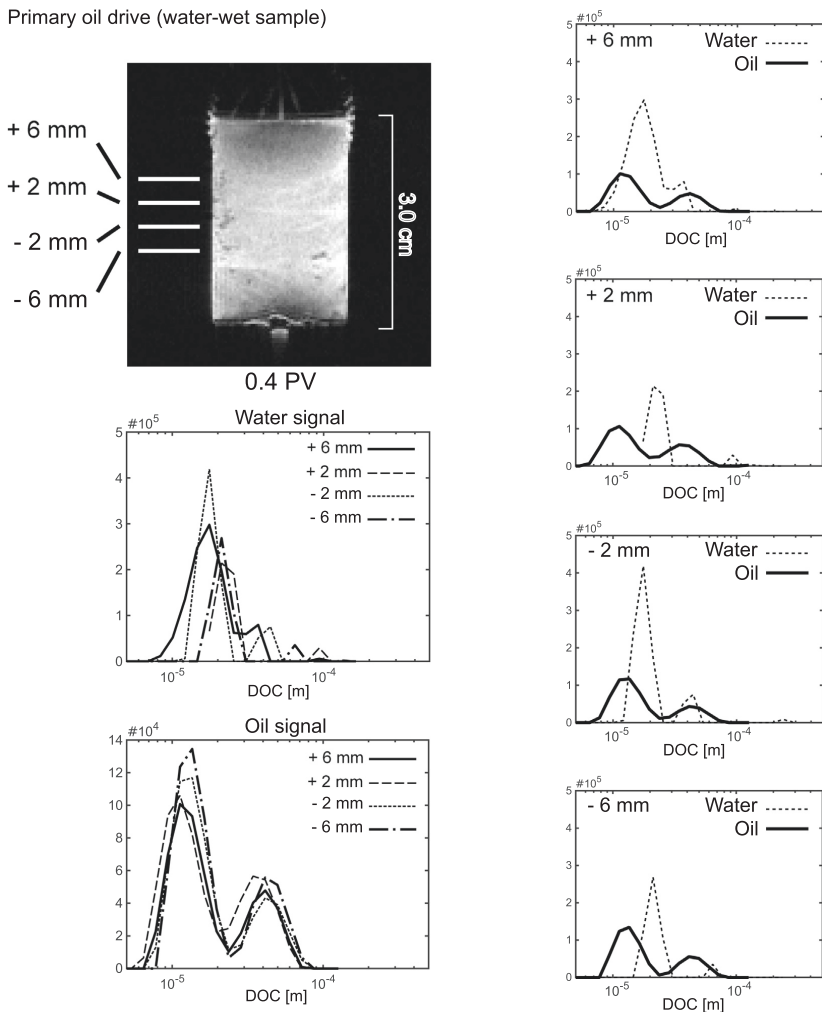 Primary oil drive (water-wet sample)
+ 6 mm
+ 2 mm
- 2 mm
- 6 mm
3.0 cm
0.4 PV
Water signal
#10^5
5
4
3
2
1
0
+ 6 mm
+ 2 mm
- 2 mm
- 6 mm
10^-5
10^-4
DOC [m]
Oil signal
#10^4
14
12
10
8
6
4
2
0
+ 6 mm
+ 2 mm
- 2 mm
- 6 mm
10^-5
10^-4
DOC [m]
#10^5
5
4
3
2
1
0
+ 6 mm
Water
Oil
10^-5
10^-4
DOC [m]
#10^5
5
4
3
2
1
0
+ 2 mm
Water
Oil
10^-5
10^-4
DOC [m]
#10^5
5
4
3
2
1
0
- 2 mm
Water
Oil
10^-5
10^-4
DOC [m]
#10^5
5
4
3
2
1
0
- 6 mm
Water
Oil
10^-5
10^-4
DOC [m]